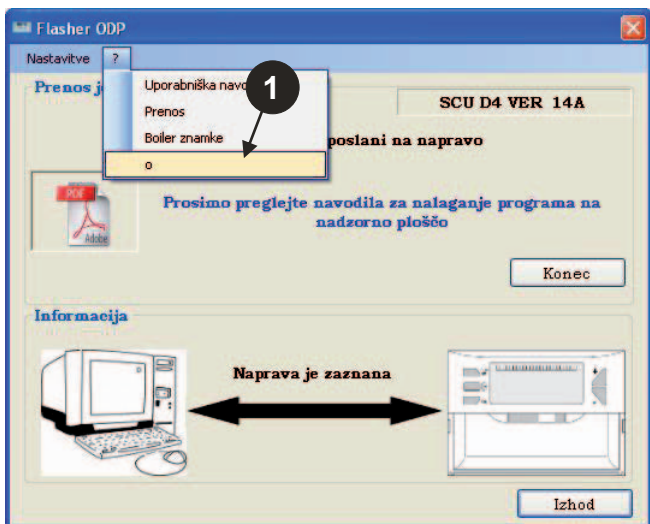 Flasher ODP
Nastavitve ?
Uporabniška
Prenos
Boiler znamke
o
1
Prenos
SCU D4 VER 14A
poslani na napravo
PDF
Adobe
Prosimo preglejte navodila za nalaganje programa na
nadzorno ploščo
Konec
Informacija
Naprava je zaznana
Izhod